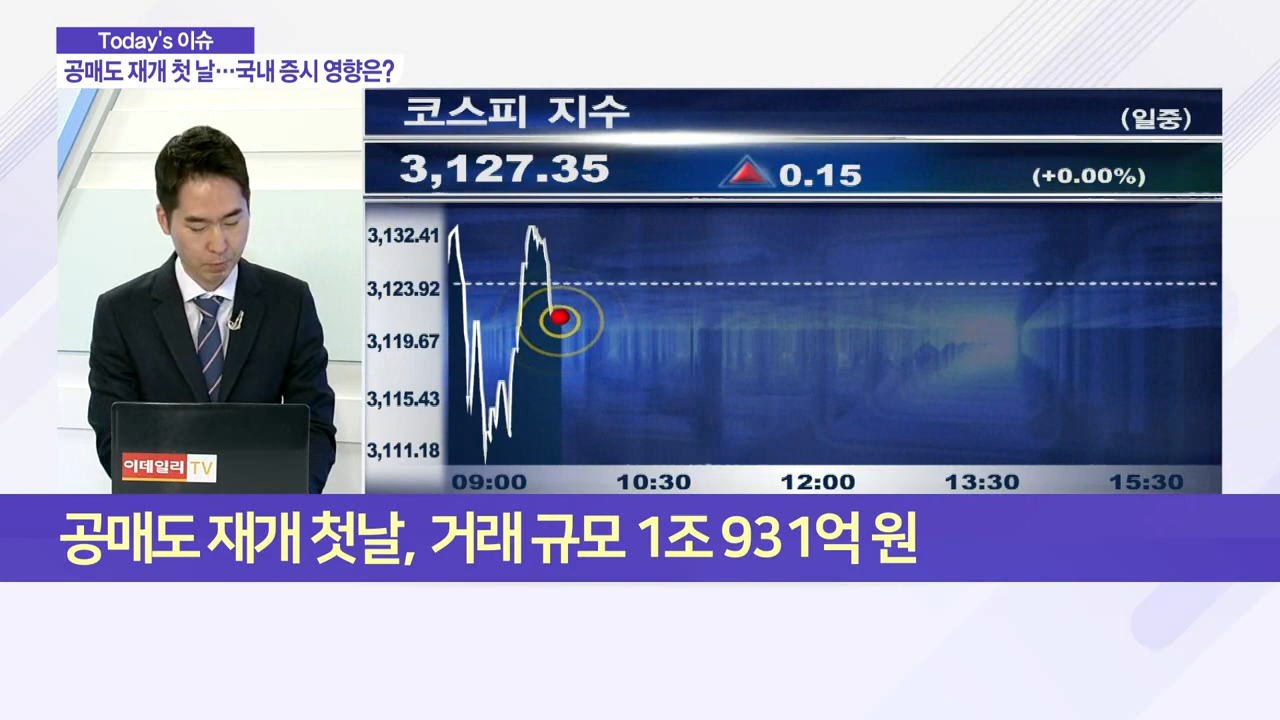 Today's 이슈
공매도 재개 첫 날…국내 증시 영향은?
코스피 지수 (일중)
3,127.35 0.15 (+0.00%)
3,132.41
3,123.92
3,119.67
3,115.43
3,111.18
09:00 10:30 12:00 13:30 15:30
이데일리 TV
공매도 재개 첫날, 거래 규모 1조 931억 원